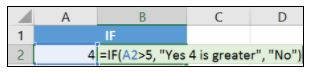 A B C D
1 IF
2 4 =IF(A2>5, "Yes 4 is greater", "No")